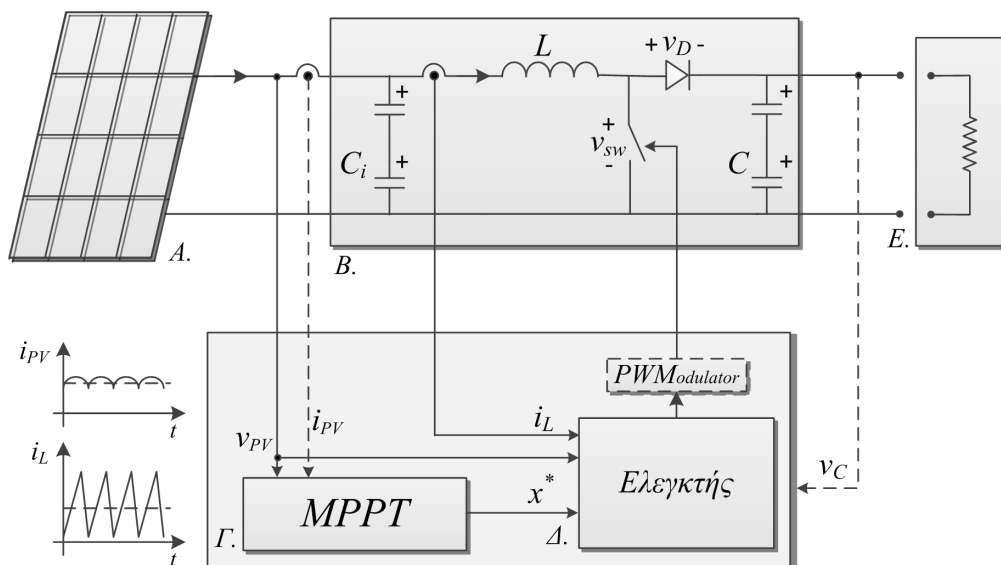 L
+ v_D -
+
+
C_i
+
v_sw
-
+
C
+
A.
B.
E.
i_PV
t
i_L
t
PWModulator
i_L
i_PV
v_PV
Ελεγκτής
v_C
MPPT
x*
Γ.
Δ.